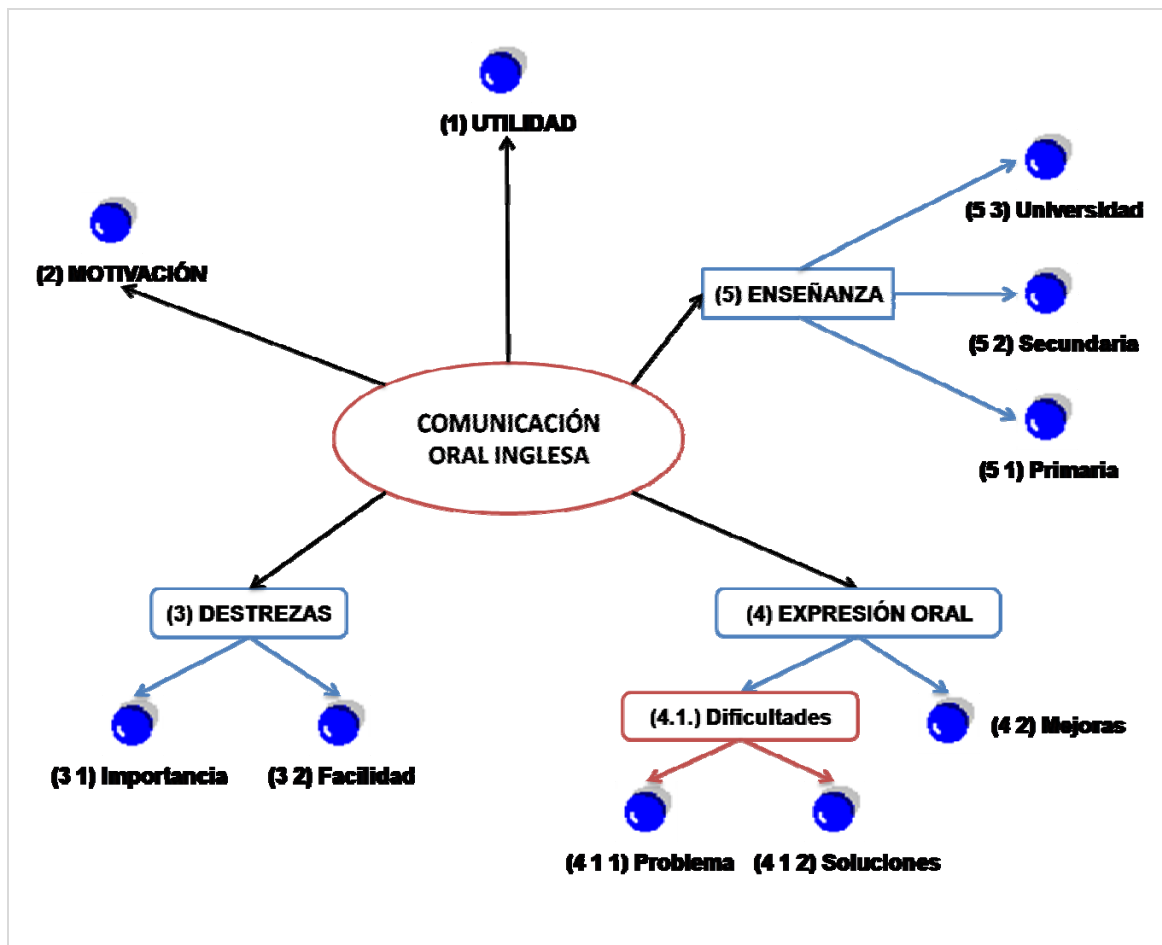 (1) UTILIDAD
(2) MOTIVACIÓN
(5 3) Universidad
(5) ENSEÑANZA
(5 2) Secundaria
(5 1) Primaria
COMUNICACIÓN
ORAL INGLESA
(3) DESTREZAS
(4) EXPRESIÓN ORAL
(3 1) Importancia
(3 2) Facilidad
(4.1.) Dificultades
(4 2) Mejoras
(4 1 1) Problema
(4 1 2) Soluciones